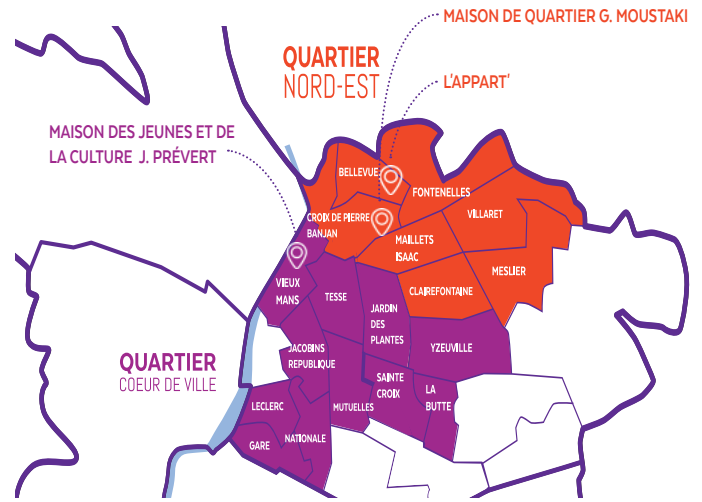 MAISON DE QUARTIER G. MOUSTAKI
QUARTIER
NORD-EST
L'APPART'
MAISON DES JEUNES ET DE
LA CULTURE J. PRÉVERT
BELLEVUE
FONTENELLES
VILLARET
CROIX DE PIERRE
BANJAN
MAILLETS
ISAAC
MESLIER
VIEUX
MANS
TESSE
CLAIREFONTAINE
JARDIN
DES
PLANTES
YZEUVILLE
QUARTIER
COEUR DE VILLE
JACOBINS
REPUBLIQUE
SAINTE
CROIX
LA
BUTTE
LECLERC
MUTUELLES
GARE
NATIONALE